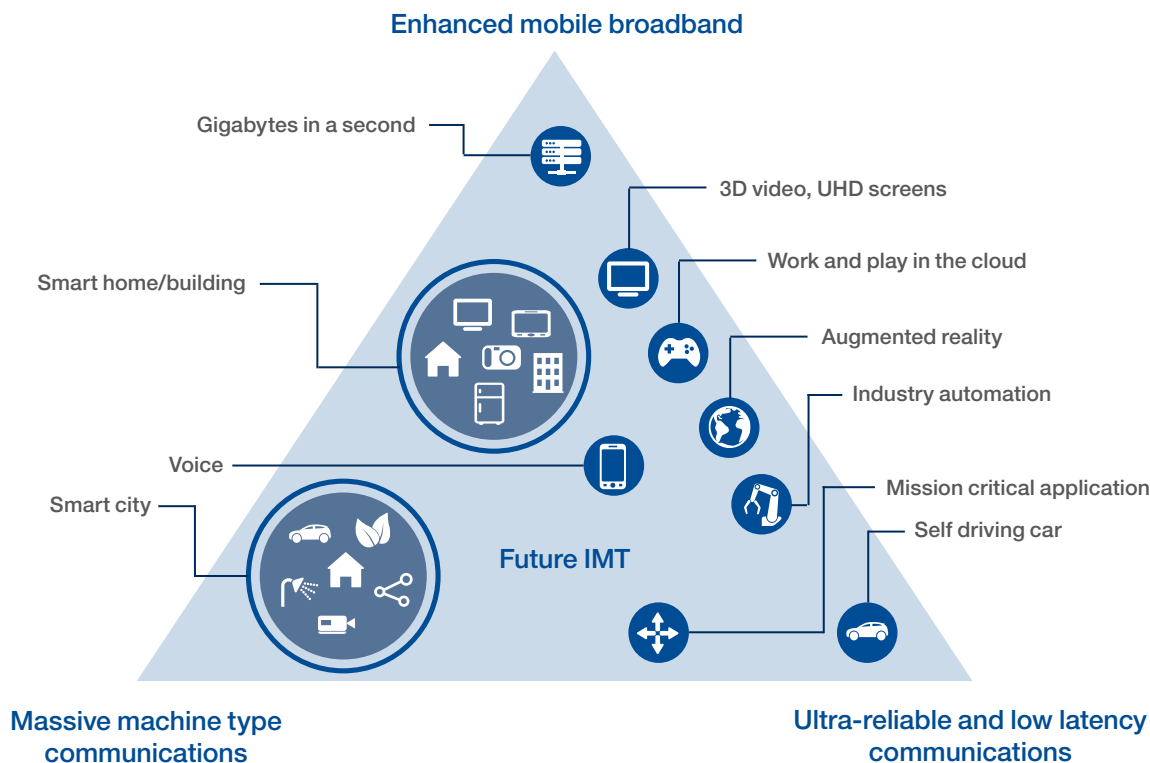 Enhanced mobile broadband
Gigabytes in a second
3D video, UHD screens
Work and play in the cloud
Smart home/building
Augmented reality
Industry automation
Voice
Mission critical application
Smart city
Self driving car
Future IMT
Massive machine type
communications
Ultra-reliable and low latency
communications